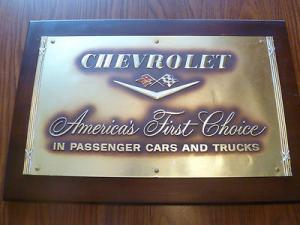 CHEVROLET
America's First Choice
IN PASSENGER CARS AND TRUCKS